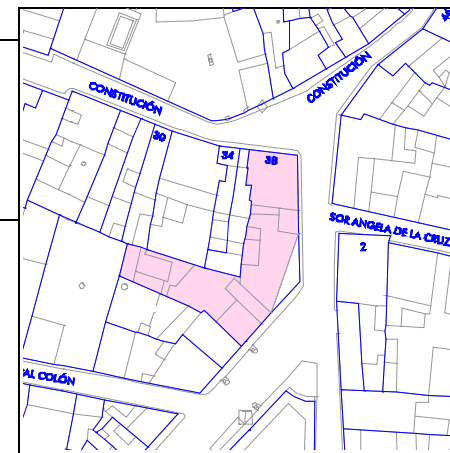 CONSTITUCIÓN
CONSTITUCIÓN
30
34
38
SOR ANGELA DE LA CRUZ
2
AL COLÓN